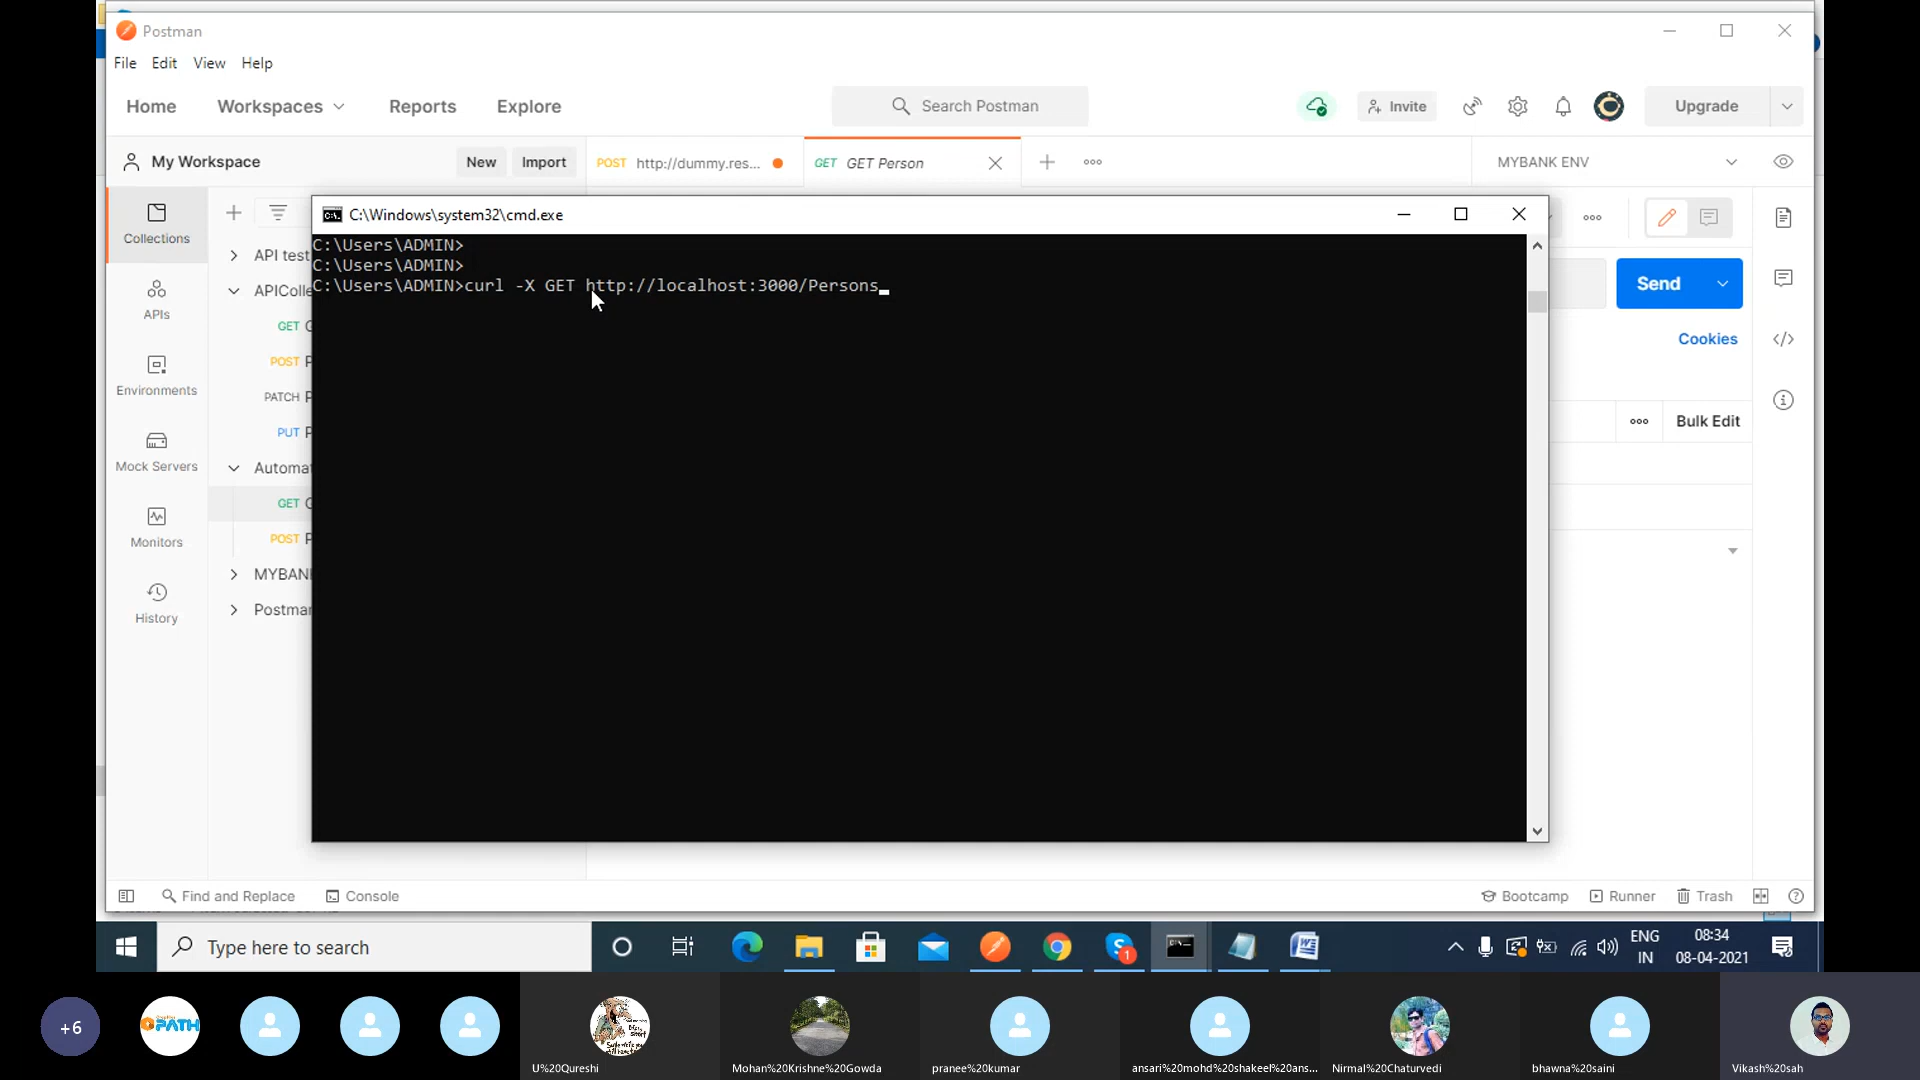 Postman
File Edit View Help
Home Workspaces Reports Explore
Search Postman
Invite
Upgrade
My Workspace
New Import
POST http://dummy.res...
GET GET Person
MYBANK ENV
C:\Windows\system32\cmd.exe
C:\Users\ADMIN>
C:\Users\ADMIN>
C:\Users\ADMIN>curl -X GET http://localhost:3000/Persons
Collections
APIs
Environments
Mock Servers
Monitors
History
API test
APIColle
GET
POST P
PATCH P
PUT P
Automat
GET
POST P
MYBANK
Postman
Send
Cookies
Bulk Edit
Find and Replace Console
Bootcamp Runner Trash
Type here to search
1
ENG
IN
08:34
08-04-2021
+6
PATH
U%20Qureshi
Mohan%20Krishne%20Gowda
pranee%20kumar
ansari%20mohd%20shakeel%20ans...
Nirmal%20Chaturvedi
bhawna%20saini
Vikash%20sah